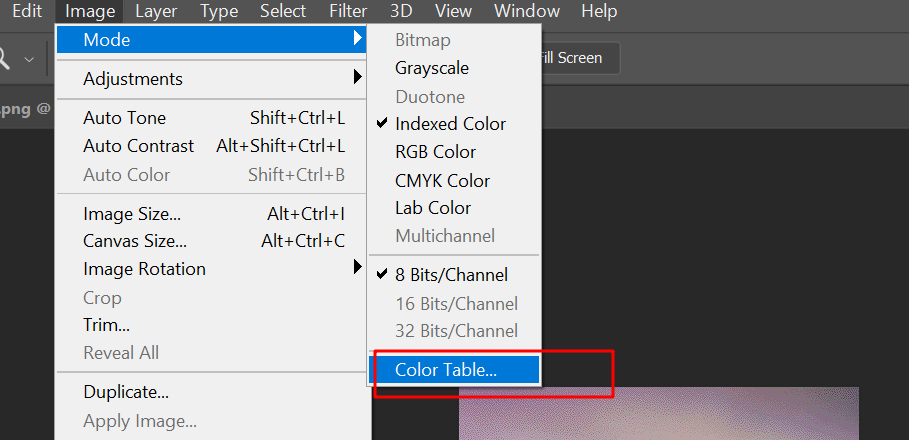 Edit Image Layer Type Select Filter 3D View Window Help
Mode
Bitmap
Grayscale
Duotone
Indexed Color
RGB Color
CMYK Color
Lab Color
Multichannel
8 Bits/Channel
16 Bits/Channel
32 Bits/Channel
Color Table...
Adjustments
Auto Tone Shift+Ctrl+L
Auto Contrast Alt+Shift+Ctrl+L
Auto Color Shift+Ctrl+B
Image Size... Alt+Ctrl+I
Canvas Size... Alt+Ctrl+C
Image Rotation
Crop
Trim...
Reveal All
Duplicate...
Apply Image...
ill Screen
.png @